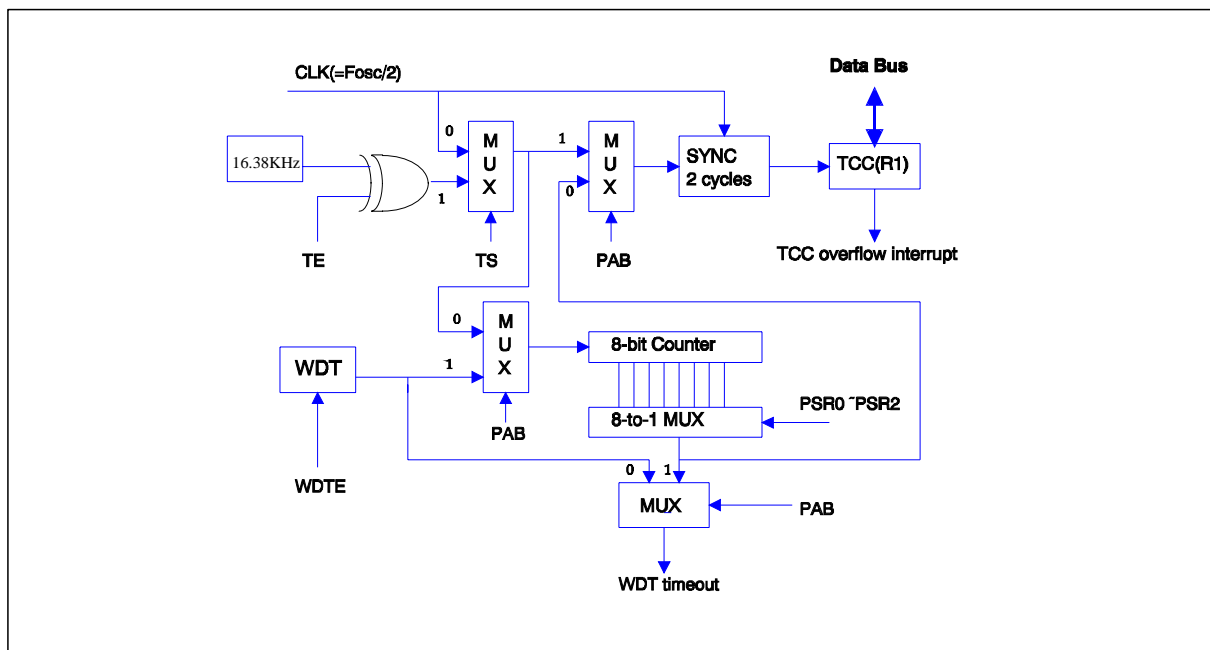 CLK(=Fosc/2)
Data Bus
0
M
U
X
1
M
U
X
SYNC
2 cycles
TCC(R1)
16.38KHz
1
0
TE
TS
PAB
TCC overflow interrupt
0
M
U
X
8-bit Counter
WDT
1
PSR0 ~PSR2
8-to-1 MUX
PAB
WDTE
0
1
MUX
PAB
WDT timeout